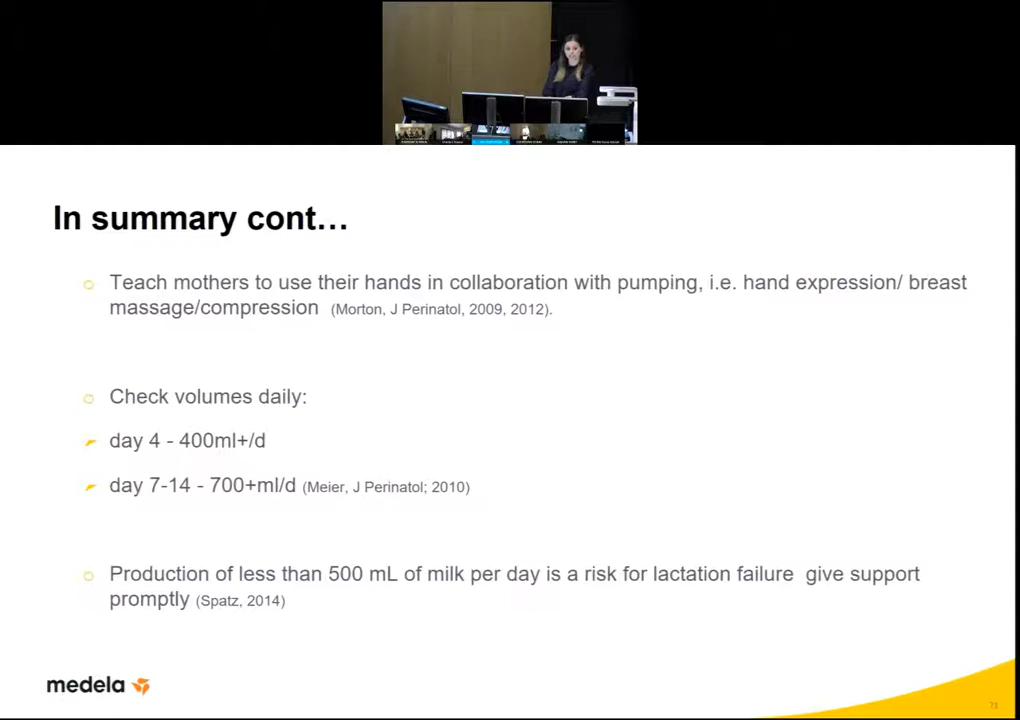 In summary cont…
Teach mothers to use their hands in collaboration with pumping, i.e. hand expression/ breast
massage/compression (Morton, J Perinatol, 2009, 2012).
Check volumes daily:
day 4 - 400ml+/d
day 7-14 - 700+ml/d (Meier, J Perinatol; 2010)
Production of less than 500 mL of milk per day is a risk for lactation failure give support
promptly (Spatz, 2014)
medela